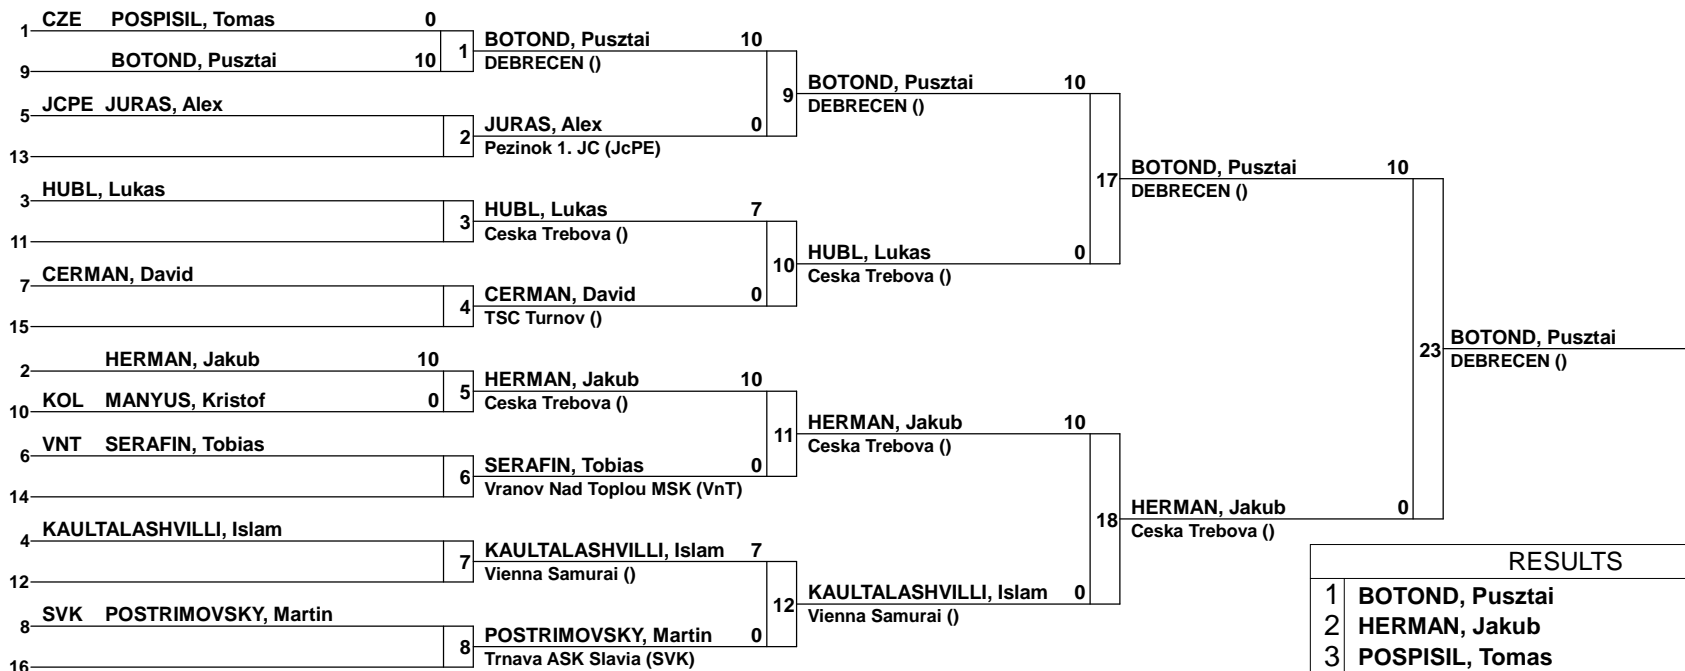 1 CZE POSPISIL, Tomas 0
9 BOTOND, Pusztai 10
1
BOTOND, Pusztai 10
DEBRECEN ()
5 JCPE JURAS, Alex
13
2
JURAS, Alex 0
Pezinok 1. JC (JcPE)
9
BOTOND, Pusztai 10
DEBRECEN ()
3 HUBL, Lukas
11
3
HUBL, Lukas 7
Ceska Trebova ()
7 CERMAN, David
15
4
CERMAN, David 0
TSC Turnov ()
10
HUBL, Lukas 0
Ceska Trebova ()
17
BOTOND, Pusztai 10
DEBRECEN ()
2 HERMAN, Jakub 10
10 KOL MANYUS, Kristof 0
5
HERMAN, Jakub 10
Ceska Trebova ()
6 VNT SERAFIN, Tobias
14
6
SERAFIN, Tobias 0
Vranov Nad Toplou MSK (VnT)
11
HERMAN, Jakub 10
Ceska Trebova ()
4 KAULTALASHVILLI, Islam
12
7
KAULTALASHVILLI, Islam 7
Vienna Samurai ()
8 SVK POSTRIMOVSKY, Martin
16
8
POSTRIMOVSKY, Martin 0
Trnava ASK Slavia (SVK)
12
KAULTALASHVILLI, Islam 0
Vienna Samurai ()
18
HERMAN, Jakub 0
Ceska Trebova ()
23
BOTOND, Pusztai
DEBRECEN ()
RESULTS
1 BOTOND, Pusztai
2 HERMAN, Jakub
3 POSPISIL, Tomas